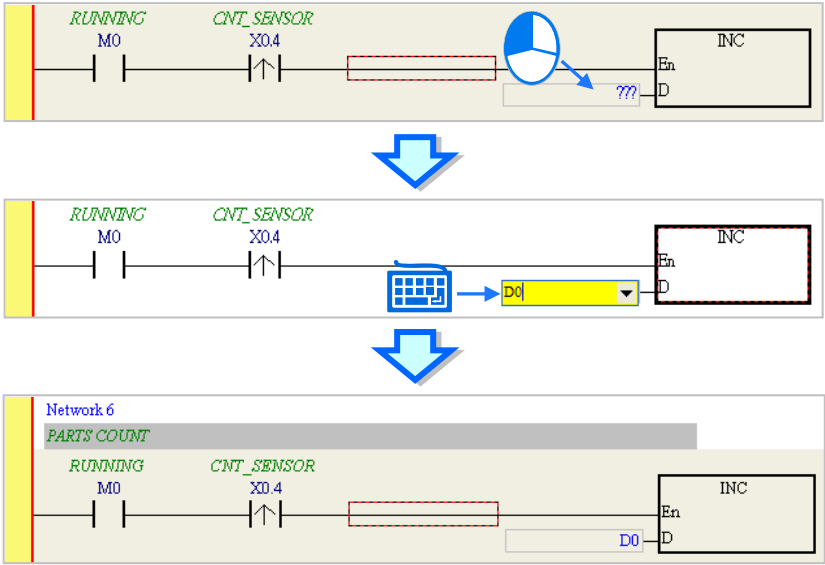 RUNNING CNT_SENSOR
M0 X0.4 INC
En
??? D
RUNNING CNT_SENSOR
M0 X0.4 INC
En
D0 D
Network 6
PARTS COUNT
RUNNING CNT_SENSOR
M0 X0.4 INC
En
D0 D